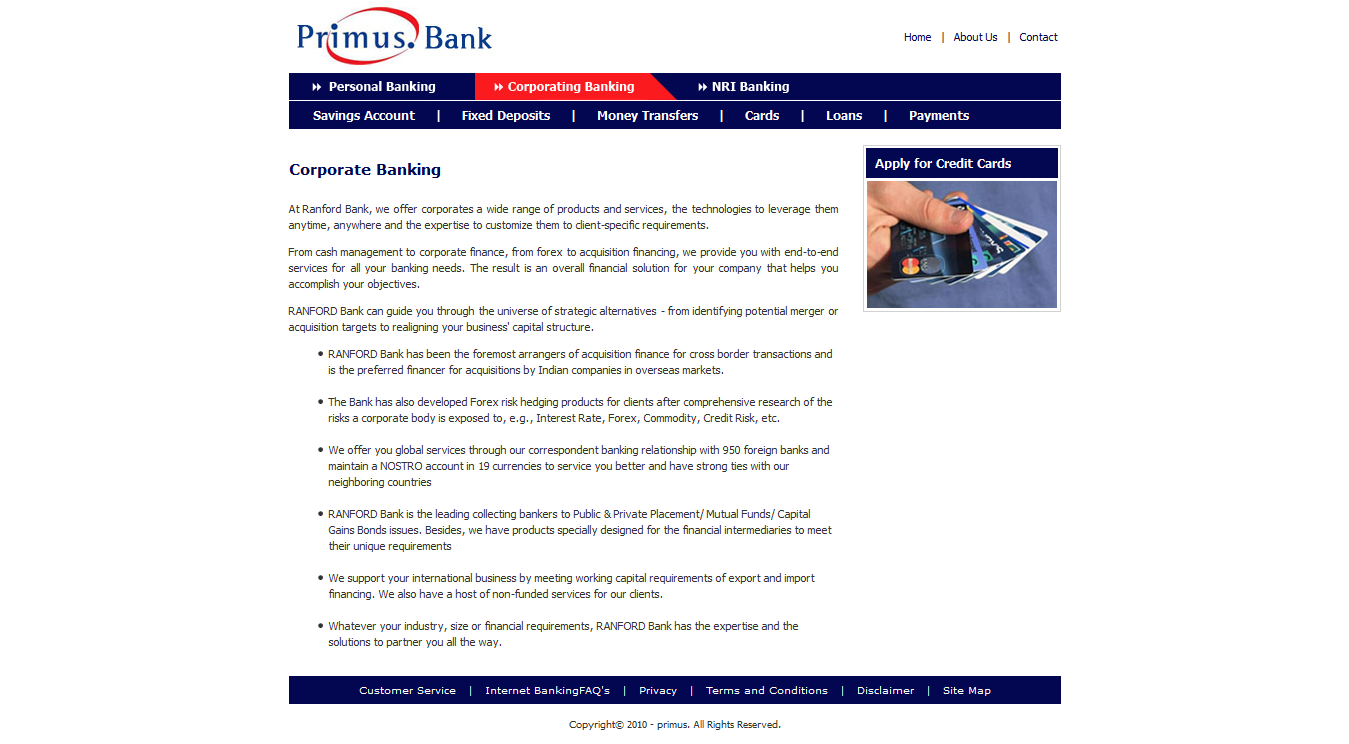 Primus. Bank
Home | About Us | Contact
Personal Banking Corporating Banking NRI Banking
Savings Account | Fixed Deposits | Money Transfers | Cards | Loans | Payments
Corporate Banking
Apply for Credit Cards
At Ranford Bank, we offer corporates a wide range of products and services, the technologies to leverage them
anytime, anywhere and the expertise to customize them to client-specific requirements.
From cash management to corporate finance, from forex to acquisition financing, we provide you with end-to-end
services for all your banking needs. The result is an overall financial solution for your company that helps you
accomplish your objectives.
RANFORD Bank can guide you through the universe of strategic alternatives - from identifying potential merger or
acquisition targets to realigning your business' capital structure.
• RANFORD Bank has been the foremost arrangers of acquisition finance for cross border transactions and
is the preferred financer for acquisitions by Indian companies in overseas markets.
• The Bank has also developed Forex risk hedging products for clients after comprehensive research of the
risks a corporate body is exposed to, e.g., Interest Rate, Forex, Commodity, Credit Risk, etc.
• We offer you global services through our correspondent banking relationship with 950 foreign banks and
maintain a NOSTRO account in 19 currencies to service you better and have strong ties with our
neighboring countries
• RANFORD Bank is the leading collecting bankers to Public & Private Placement/ Mutual Funds/ Capital
Gains Bonds issues. Besides, we have products specially designed for the financial intermediaries to meet
their unique requirements
• We support your international business by meeting working capital requirements of export and import
financing. We also have a host of non-funded services for our clients.
• Whatever your industry, size or financial requirements, RANFORD Bank has the expertise and the
solutions to partner you all the way.
Customer Service | Internet BankingFAQ's | Privacy | Terms and Conditions | Disclaimer | Site Map
Copyright© 2010 - primus. All Rights Reserved.